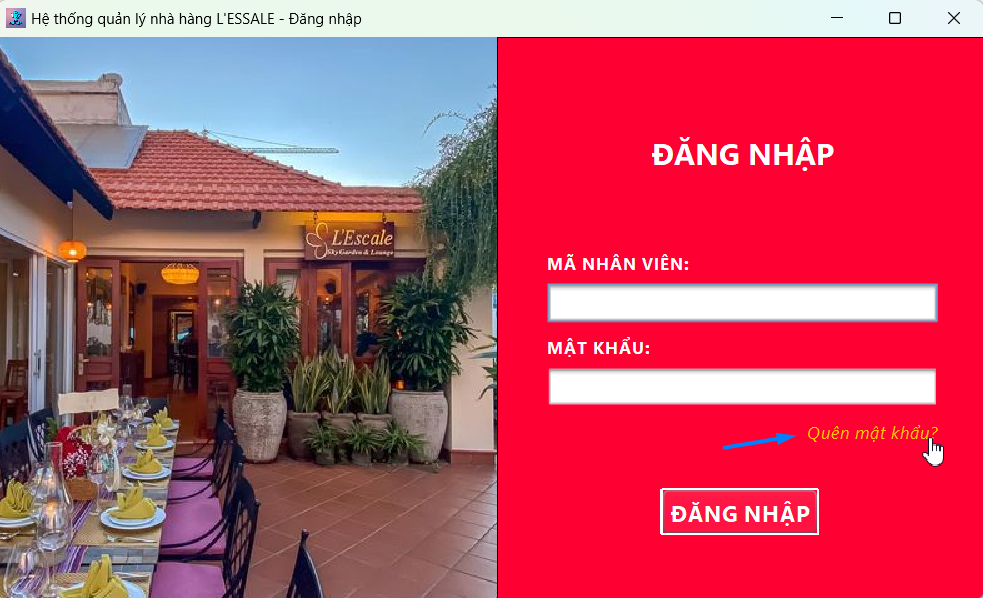 Hệ thống quản lý nhà hàng L'ESSALE - Đăng nhập
L'Escale
Sky Garden & Lounge
ĐĂNG NHẬP
MÃ NHÂN VIÊN:
MẬT KHẨU:
Quên mật khẩu?
ĐĂNG NHẬP